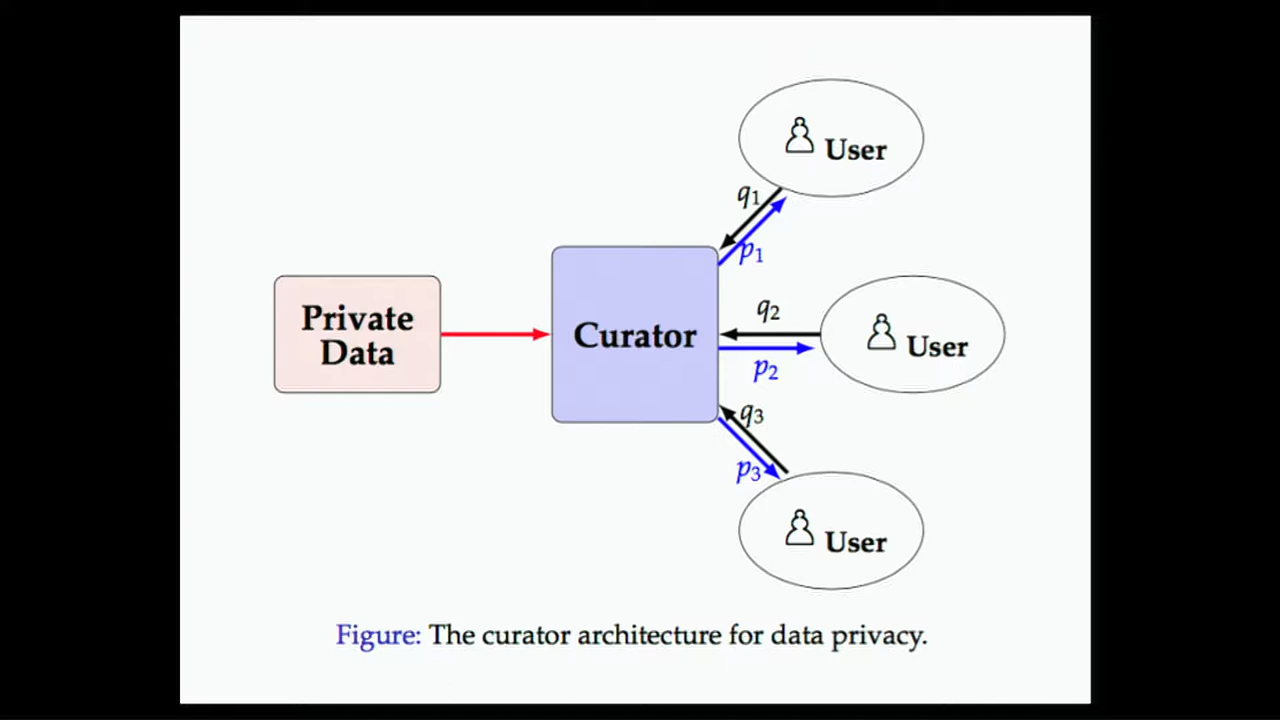 User
q1
p1
Private
Data
Curator
q2
p2
User
q3
p3
User
Figure: The curator architecture for data privacy.